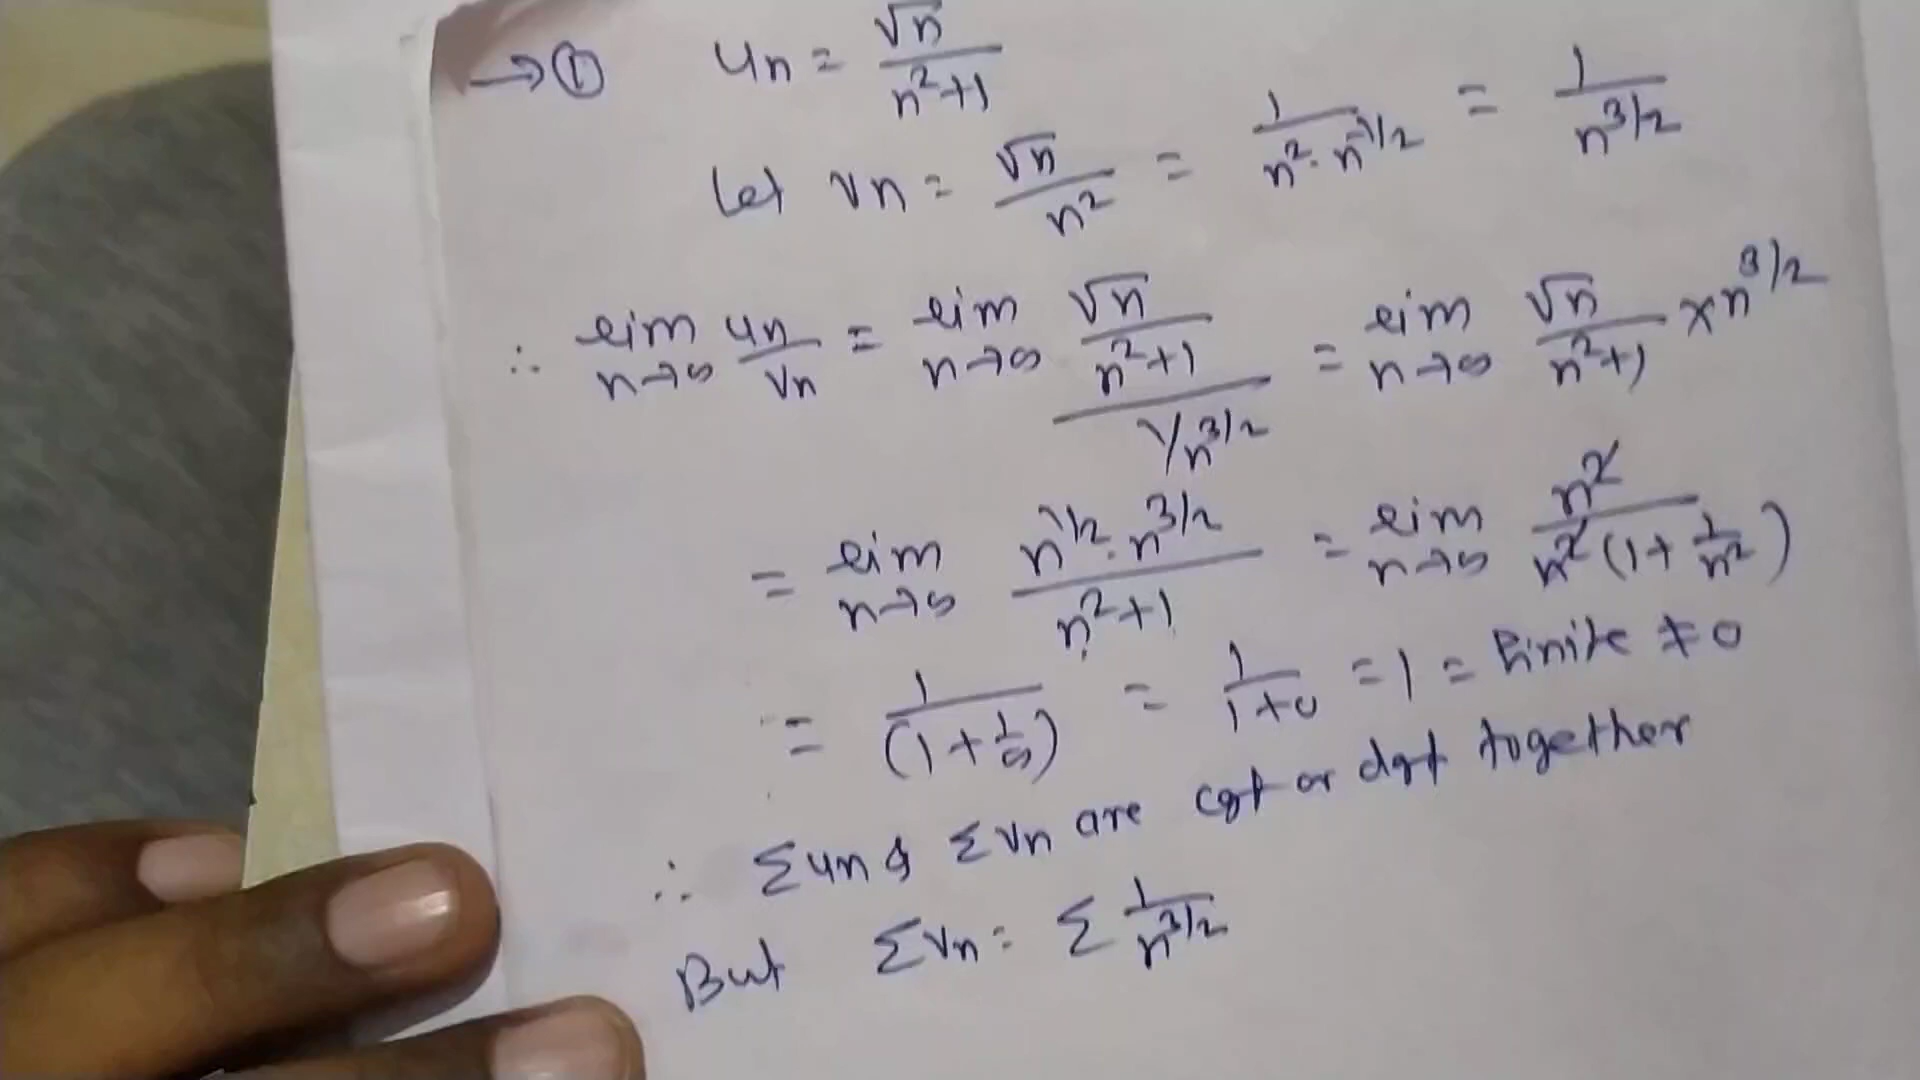 →① un = √n / n²+1
Let vn = √n / n² = 1 / n². n^-1/2 = 1 / n^3/2
∴ lim n→∞ un / vn = lim n→∞ √n / n²+1 / 1/n^3/2 = lim n→∞ √n / n²+1 × n^3/2
= lim n→∞ n^1/2 . n^3/2 / n²+1 = lim n→∞ n² / n² (1 + 1/n²)
= 1 / (1 + 1/∞) = 1 / 1+0 = 1 = finite ≠ 0
∴ Σun & Σvn are cgt or dgt together
But Σvn = Σ 1 / n^3/2